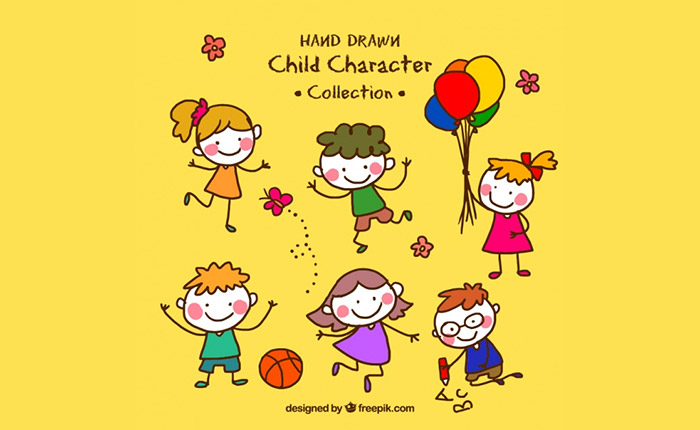 HAND DRAWN
Child Character
• Collection •
A
B C
designed by freepik.com